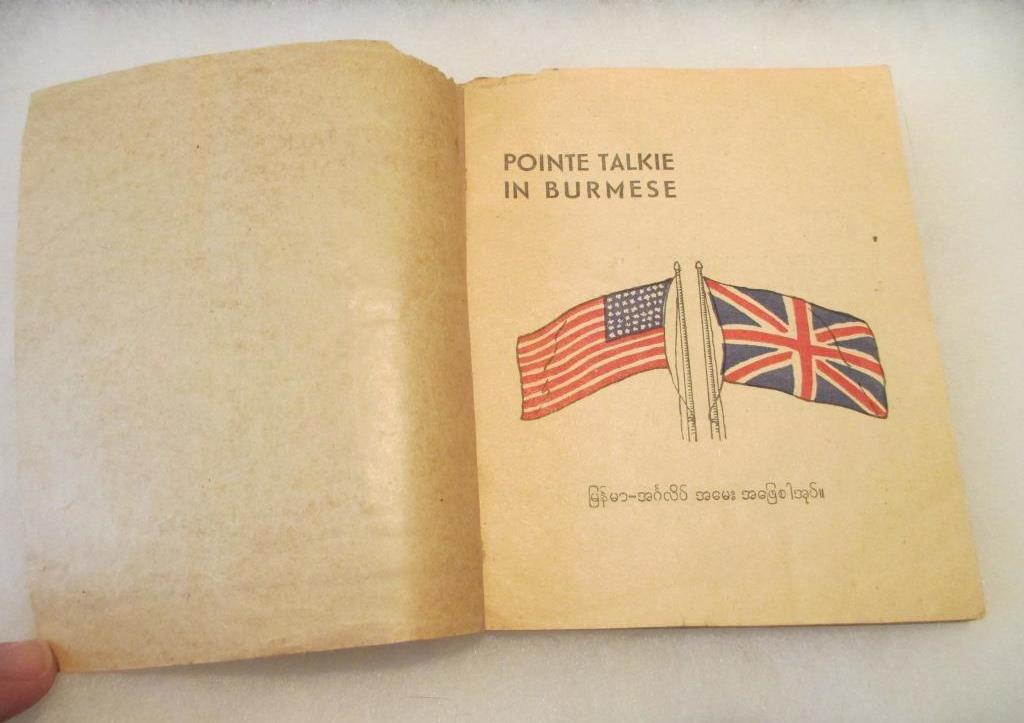 POINTE TALKIE
IN BURMESE
မြန်မာ-အင်္ဂလိပ် အမေး အဖြေစာအုပ်။